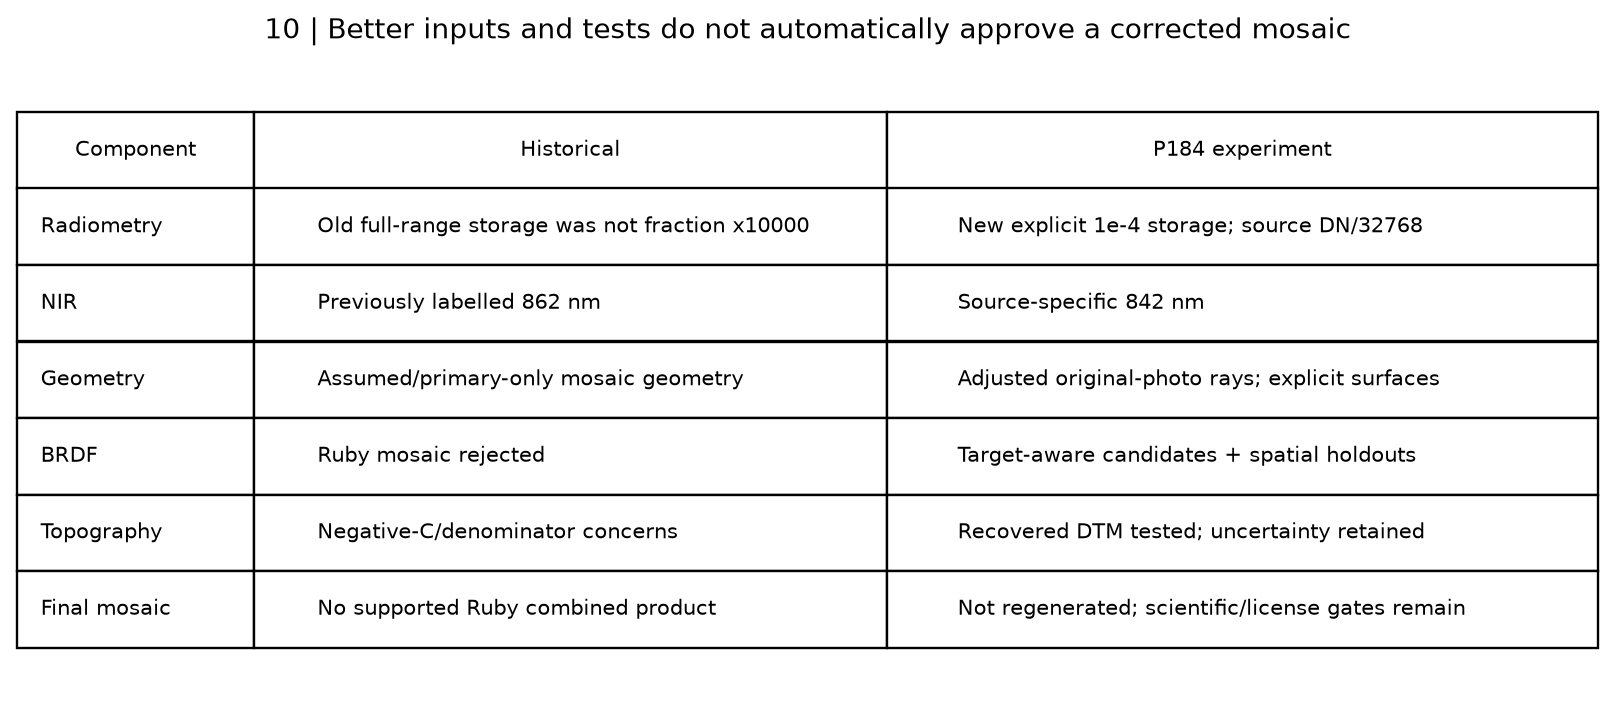 10 | Better inputs and tests do not automatically approve a corrected mosaic
Component Historical P184 experiment
Radiometry Old full-range storage was not fraction x10000 New explicit 1e-4 storage; source DN/32768
NIR Previously labelled 862 nm Source-specific 842 nm
Geometry Assumed/primary-only mosaic geometry Adjusted original-photo rays; explicit surfaces
BRDF Ruby mosaic rejected Target-aware candidates + spatial holdouts
Topography Negative-C/denominator concerns Recovered DTM tested; uncertainty retained
Final mosaic No supported Ruby combined product Not regenerated; scientific/license gates remain